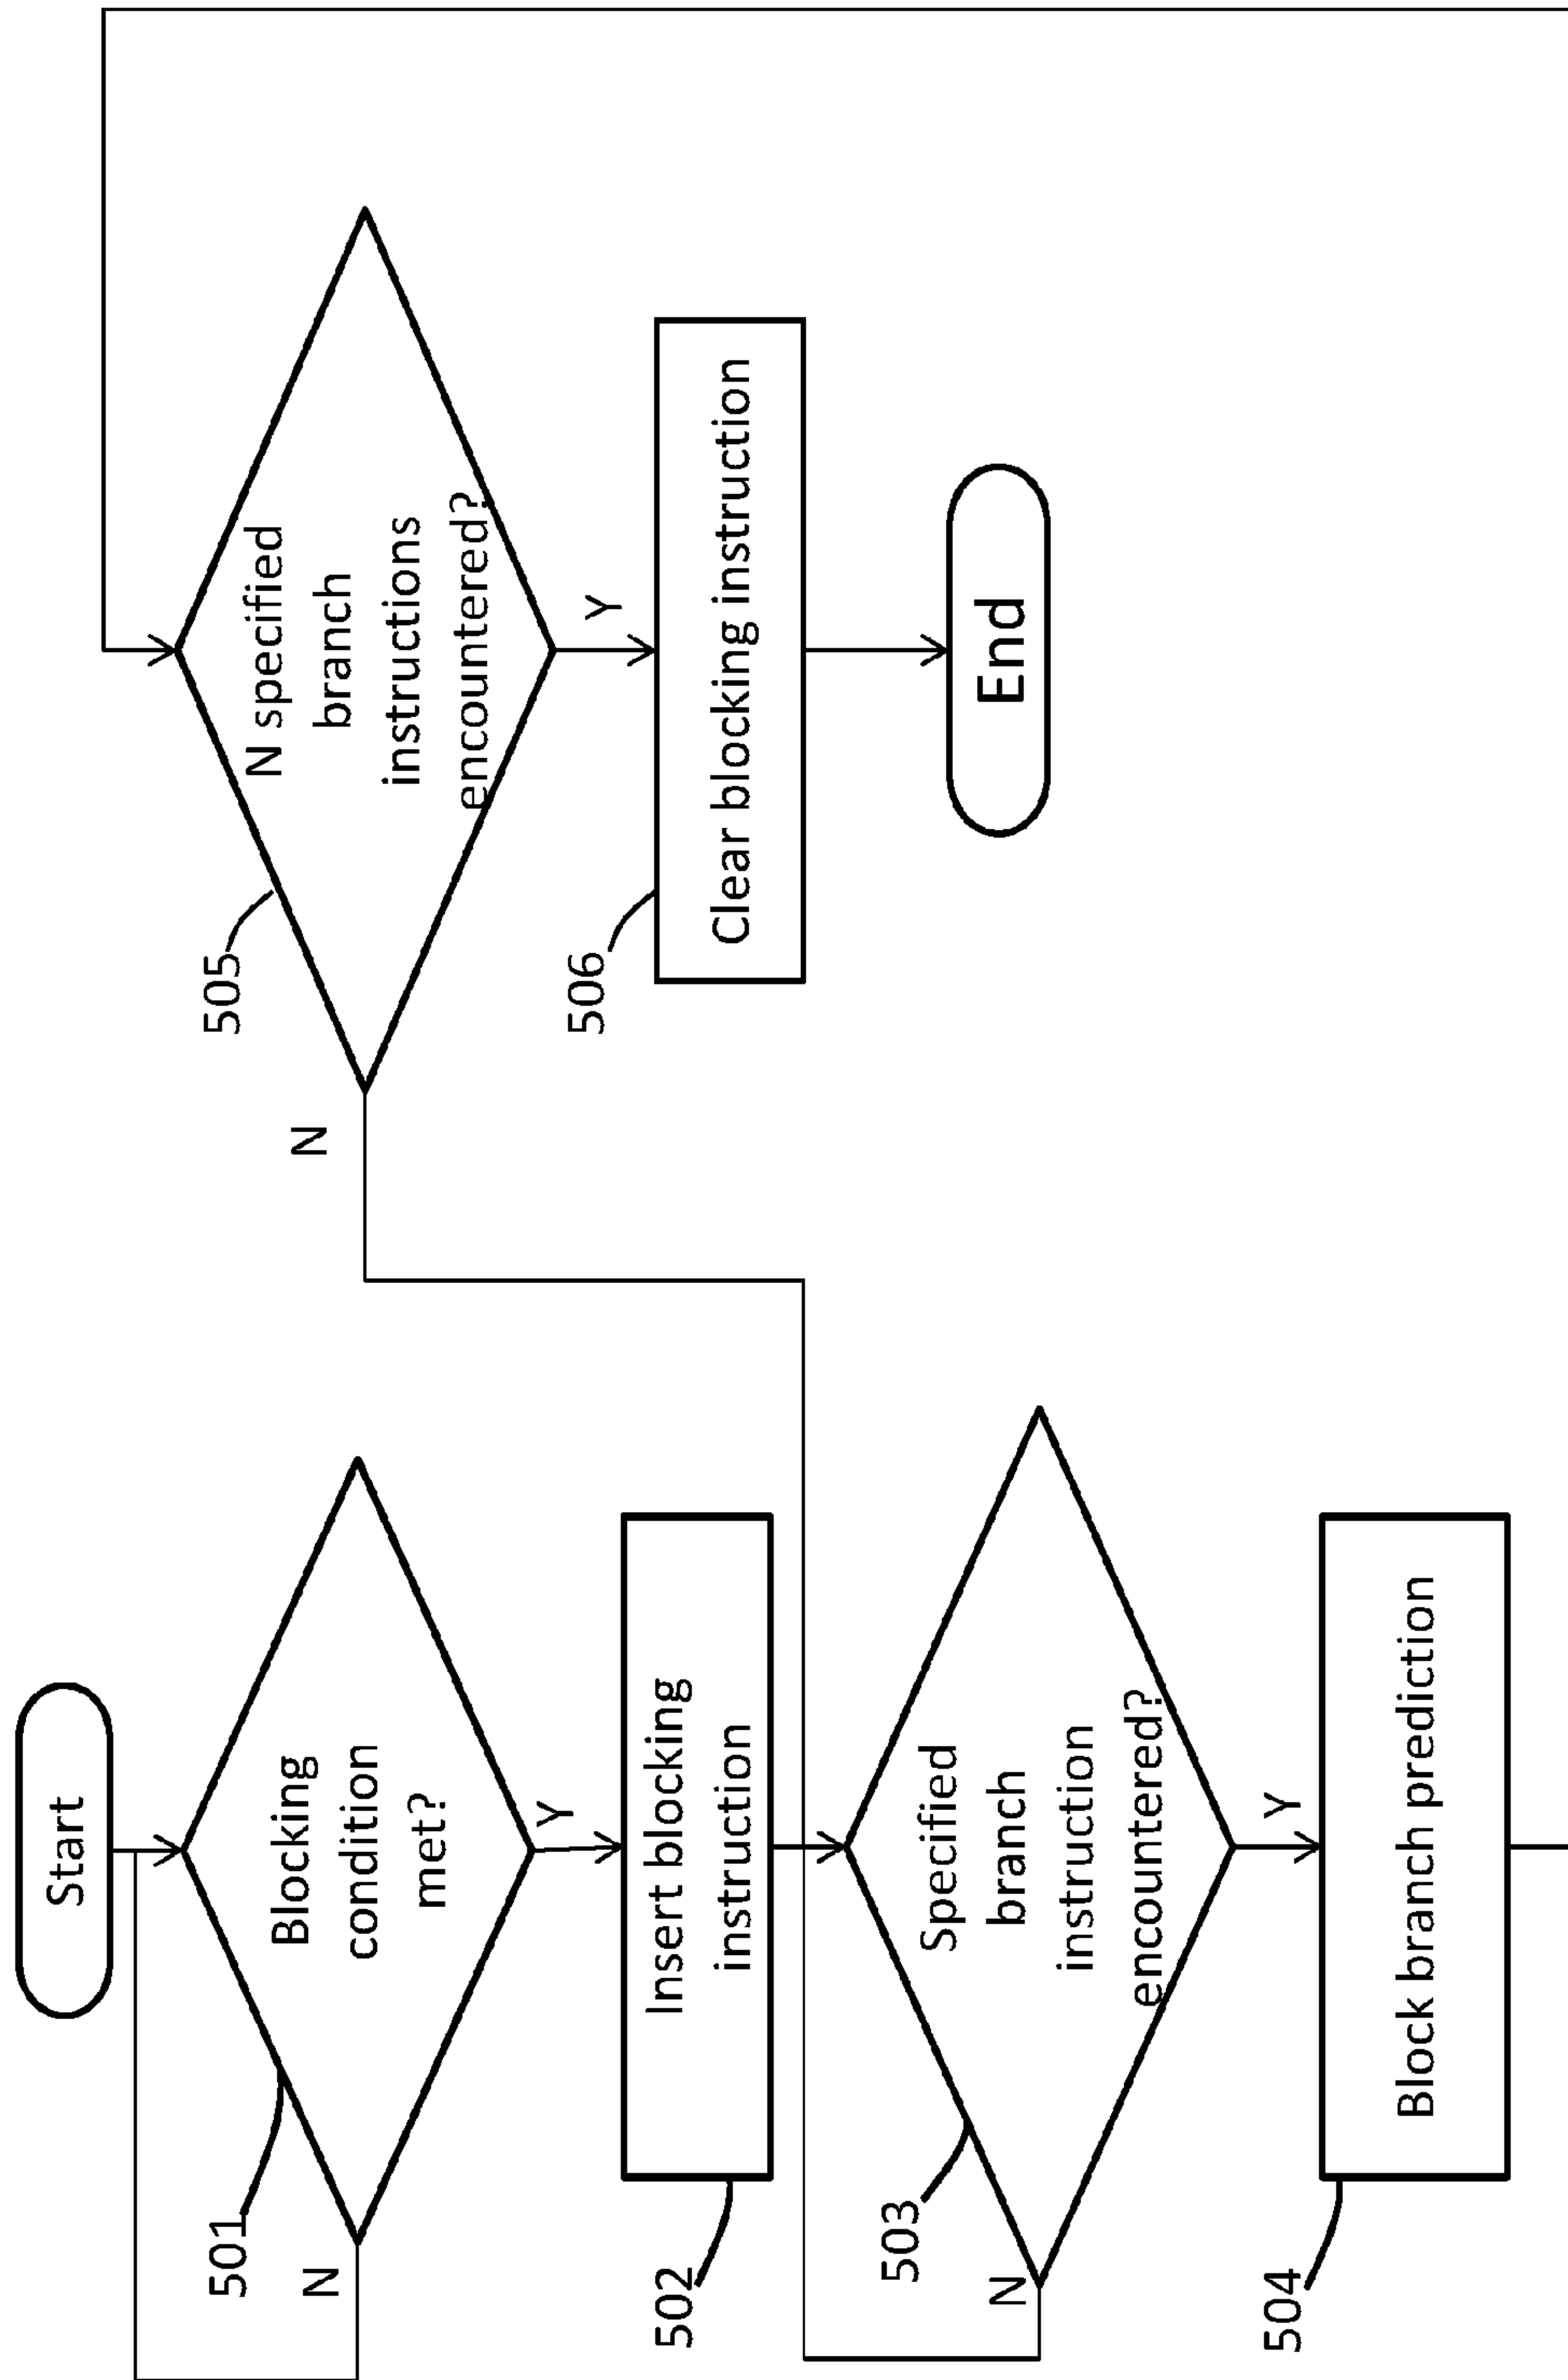 Start
501
Blocking
condition
met?
N
Y
502
Insert blocking
instruction
503
Specified
branch
instruction
encountered?
N
Y
504
Block branch prediction
505
N specified
branch
instructions
encountered?
N
Y
506
Clear blocking instruction
End